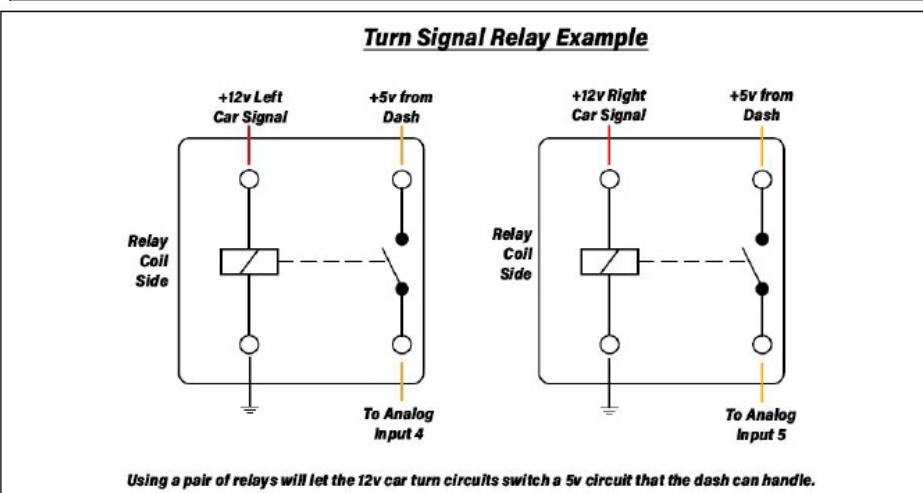 Turn Signal Relay Example
+12v Left
Car Signal
+5v from
Dash
Relay
Coil
Side
To Analog
Input 4
+12v Right
Car Signal
+5v from
Dash
Relay
Coil
Side
To Analog
Input 5
Using a pair of relays will let the 12v car turn circuits switch a 5v circuit that the dash can handle.